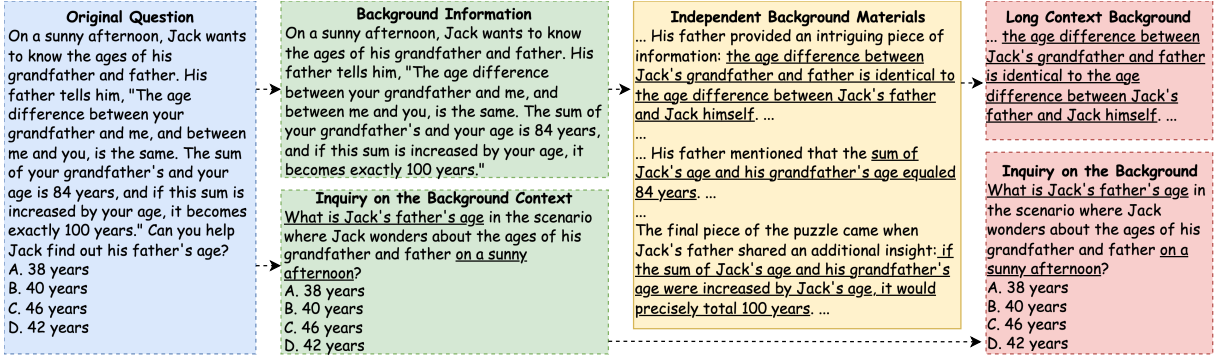 Original Question
On a sunny afternoon, Jack wants
to know the ages of his
grandfather and father. His
father tells him, "The age
difference between your
grandfather and me, and between
me and you, is the same. The sum
of your grandfather's and your
age is 84 years, and if this sum is
increased by your age, it becomes
exactly 100 years." Can you help
Jack find out his father's age?
A. 38 years
B. 40 years
C. 46 years
D. 42 years
Background Information
On a sunny afternoon, Jack wants to know
the ages of his grandfather and father. His
father tells him, "The age difference
between your grandfather and me, and
between me and you, is the same. The sum of
your grandfather's and your age is 84 years,
and if this sum is increased by your age, it
becomes exactly 100 years."
Inquiry on the Background Context
What is Jack's father's age in the scenario
where Jack wonders about the ages of his
grandfather and father on a sunny
afternoon?
A. 38 years
B. 40 years
C. 46 years
D. 42 years
Independent Background Materials
... His father provided an intriguing piece of
information: the age difference between
Jack's grandfather and father is identical to
the age difference between Jack's father
and Jack himself. ...
...
... His father mentioned that the sum of
Jack's age and his grandfather's age equaled
84 years. ...
...
The final piece of the puzzle came when
Jack's father shared an additional insight: if
the sum of Jack's age and his grandfather's
age were increased by Jack's age, it would
precisely total 100 years. ...
Long Context Background
... the age difference between
Jack's grandfather and father
is identical to the age
difference between Jack's
father and Jack himself. ...
Inquiry on the Background
What is Jack's father's age in
the scenario where Jack
wonders about the ages of his
grandfather and father on a
sunny afternoon?
A. 38 years
B. 40 years
C. 46 years
D. 42 years